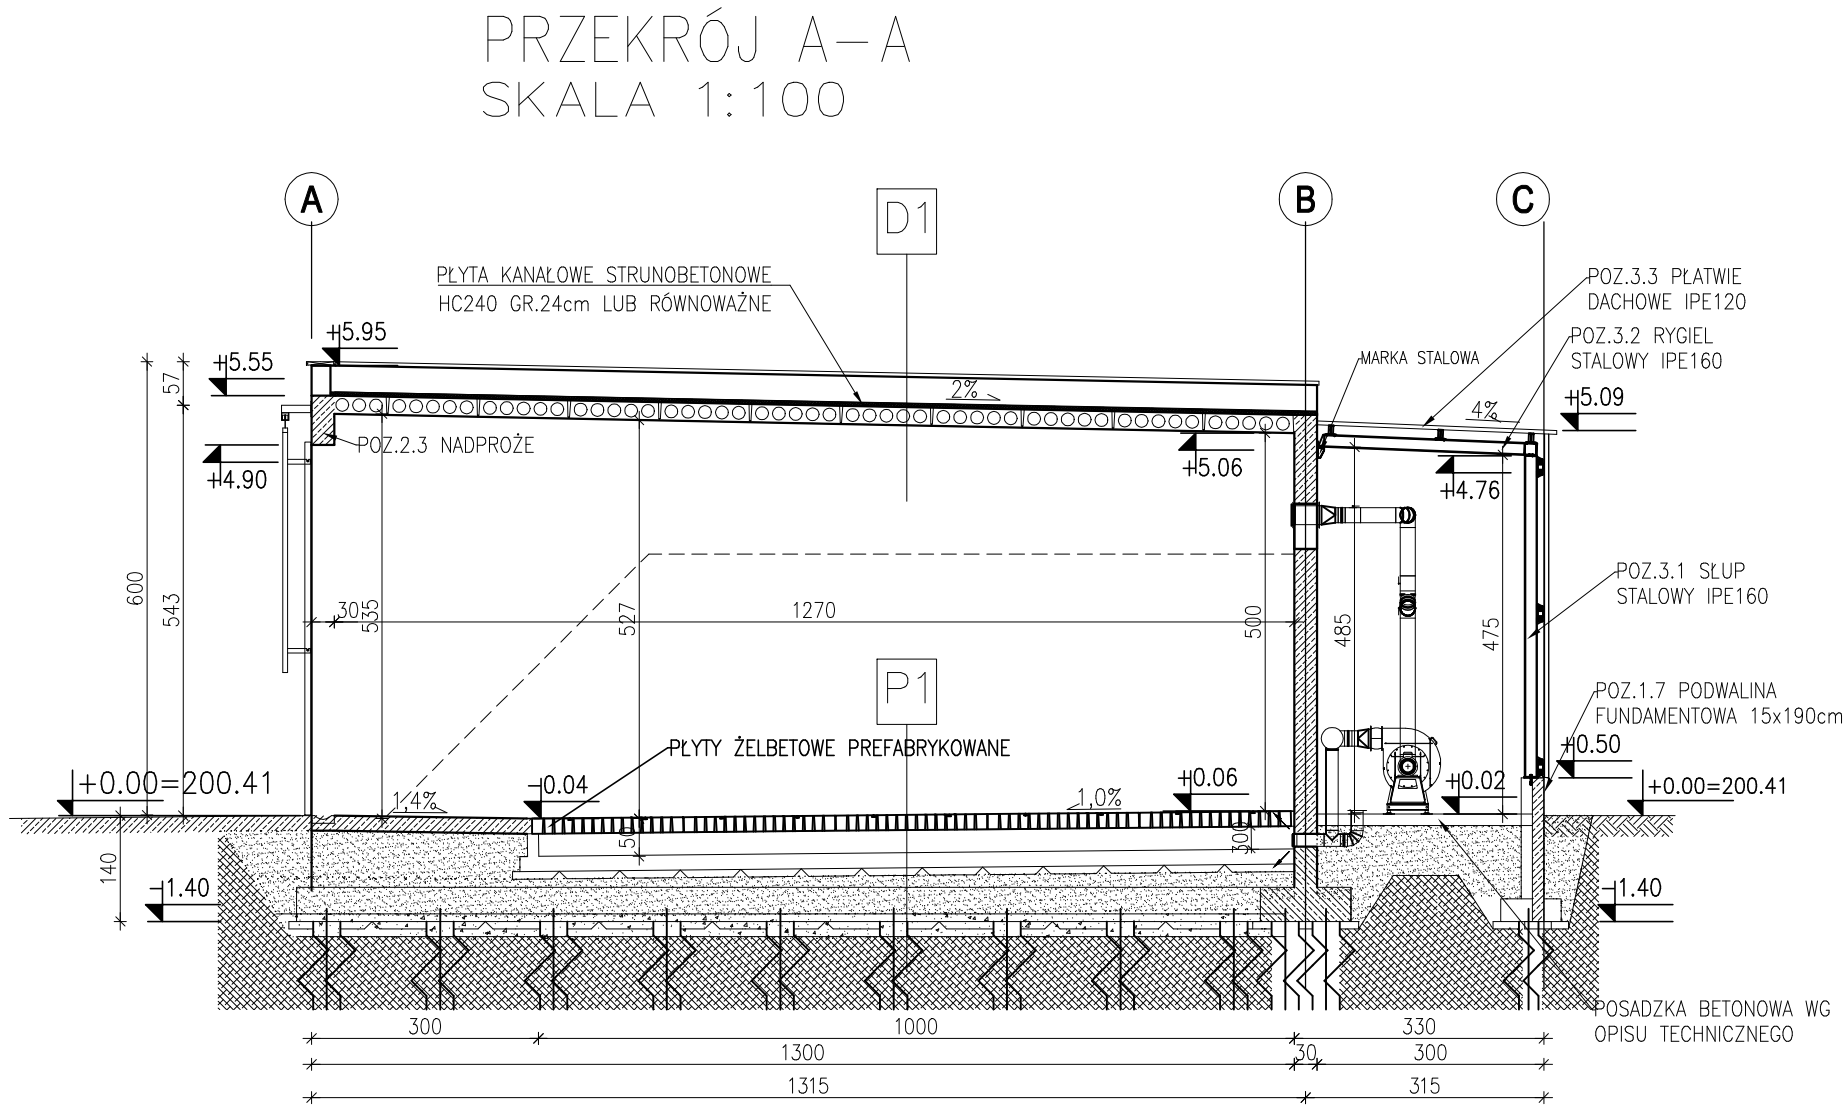 PRZEKRÓJ A-A
SKALA 1:100
A
B
C
D1
PŁYTA KANAŁOWE STRUNOBETONOWE
HC240 GR.24cm LUB RÓWNOWAŻNE
POZ.3.3 PŁATWIE
DACHOWE IPE120
POZ.3.2 RYGIEL
STALOWY IPE160
MARKA STALOWA
+5.95
+5.55
57
2%
4%
+5.09
POZ.2.3 NADPROŻE
+4.90
+5.06
+4.76
600
543
30
535
527
1270
500
485
475
POZ.3.1 SŁUP
STALOWY IPE160
P1
POZ.1.7 PODWALINA
FUNDAMENTOWA 15x190cm
PŁYTY ŻELBETOWE PREFABRYKOWANE
+0.50
+0.00=200.41
-0.04
+0.06
+0.02
+0.00=200.41
1,4%
1,0%
50
300
140
-1.40
-1.40
POSADZKA BETONOWA WG
OPISU TECHNICZNEGO
300
1000
330
1300
30
300
1315
315